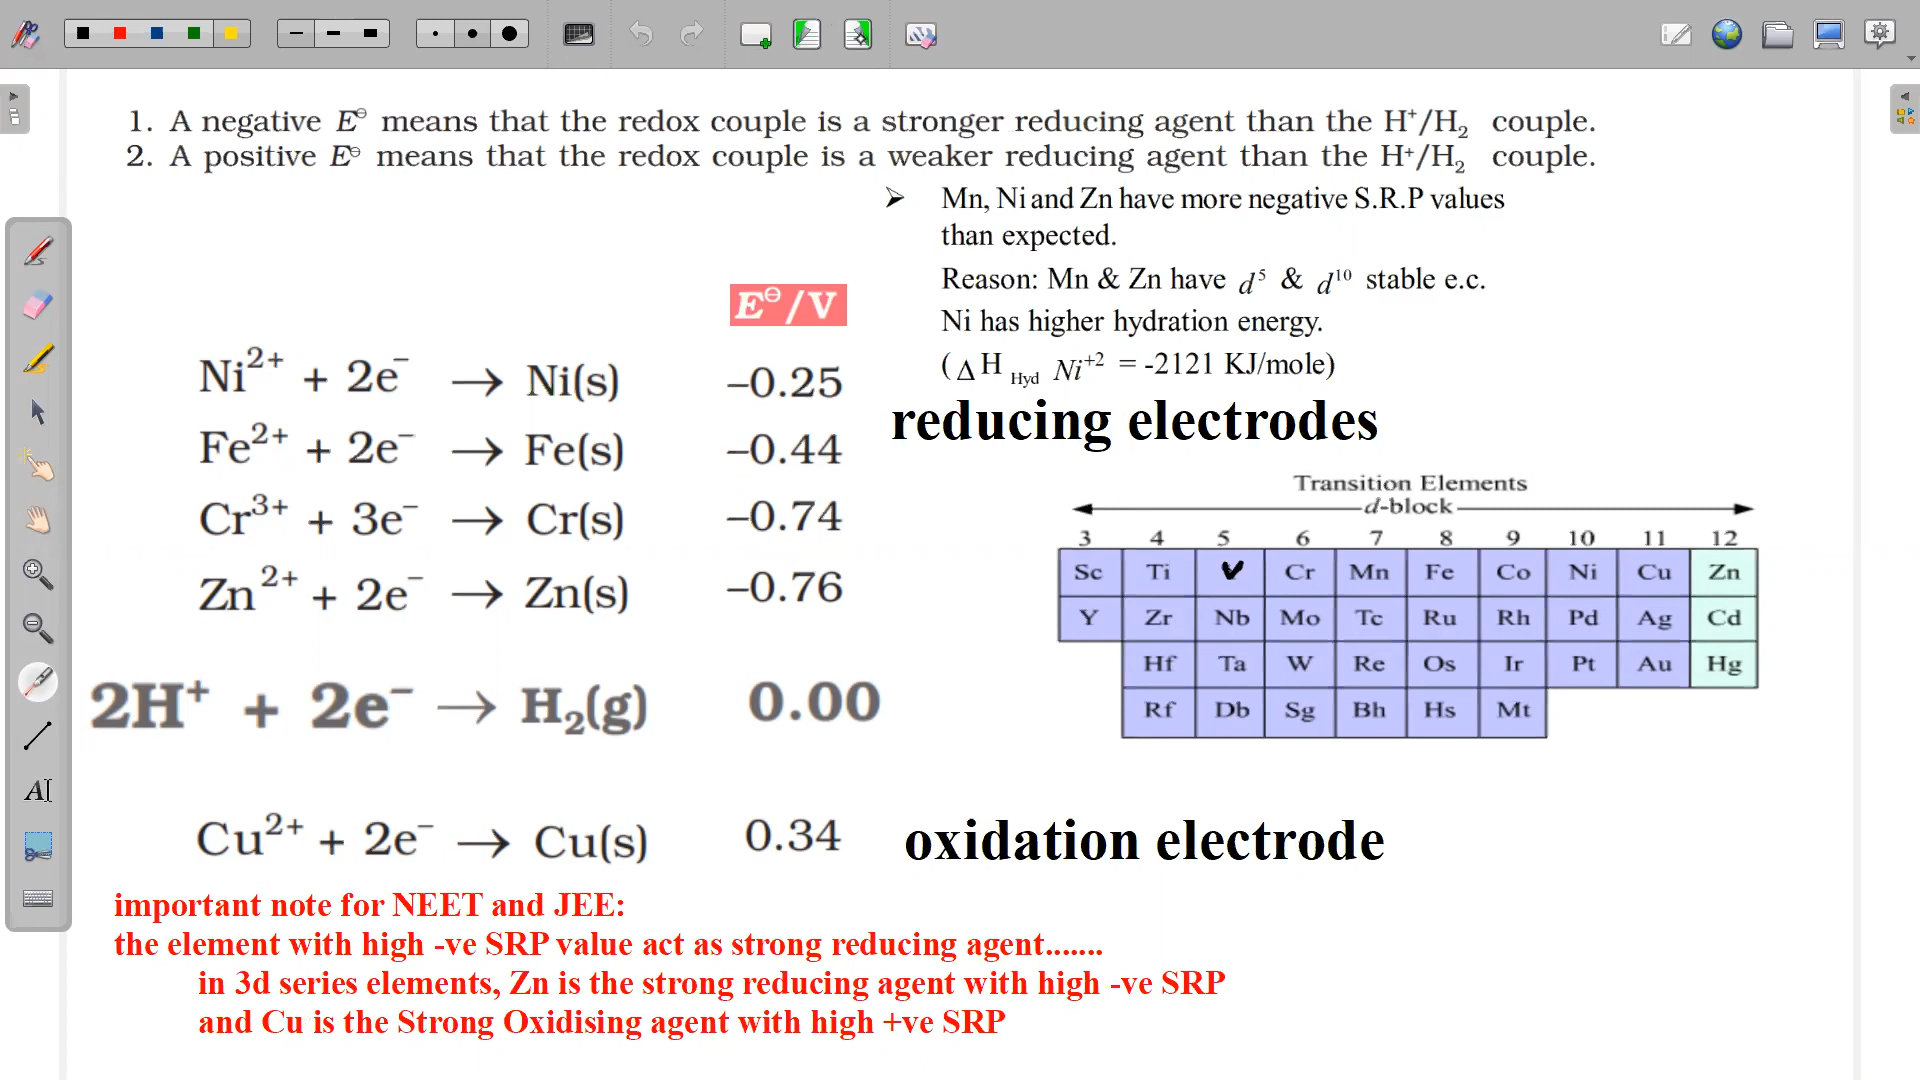 1. A negative E⊖ means that the redox couple is a stronger reducing agent than the H⁺/H₂ couple.
2. A positive E⊖ means that the redox couple is a weaker reducing agent than the H⁺/H₂ couple.
➢ Mn, Ni and Zn have more negative S.R.P values
than expected.
Reason: Mn & Zn have d⁵ & d¹⁰ stable e.c.
Ni has higher hydration energy.
(ΔH Hyd Ni⁺² = -2121 KJ/mole)
reducing electrodes
E⊖/V
Ni²⁺ + 2e⁻ → Ni(s) –0.25
Fe²⁺ + 2e⁻ → Fe(s) –0.44
Cr³⁺ + 3e⁻ → Cr(s) –0.74
Zn²⁺ + 2e⁻ → Zn(s) –0.76
2H⁺ + 2e⁻ → H₂(g) 0.00
Cu²⁺ + 2e⁻ → Cu(s) 0.34
oxidation electrode
Transition Elements
d-block
3 4 5 6 7 8 9 10 11 12
Sc Ti V Cr Mn Fe Co Ni Cu Zn
Y Zr Nb Mo Tc Ru Rh Pd Ag Cd
Hf Ta W Re Os Ir Pt Au Hg
Rf Db Sg Bh Hs Mt
important note for NEET and JEE:
the element with high -ve SRP value act as strong reducing agent.......
in 3d series elements, Zn is the strong reducing agent with high -ve SRP
and Cu is the Strong Oxidising agent with high +ve SRP